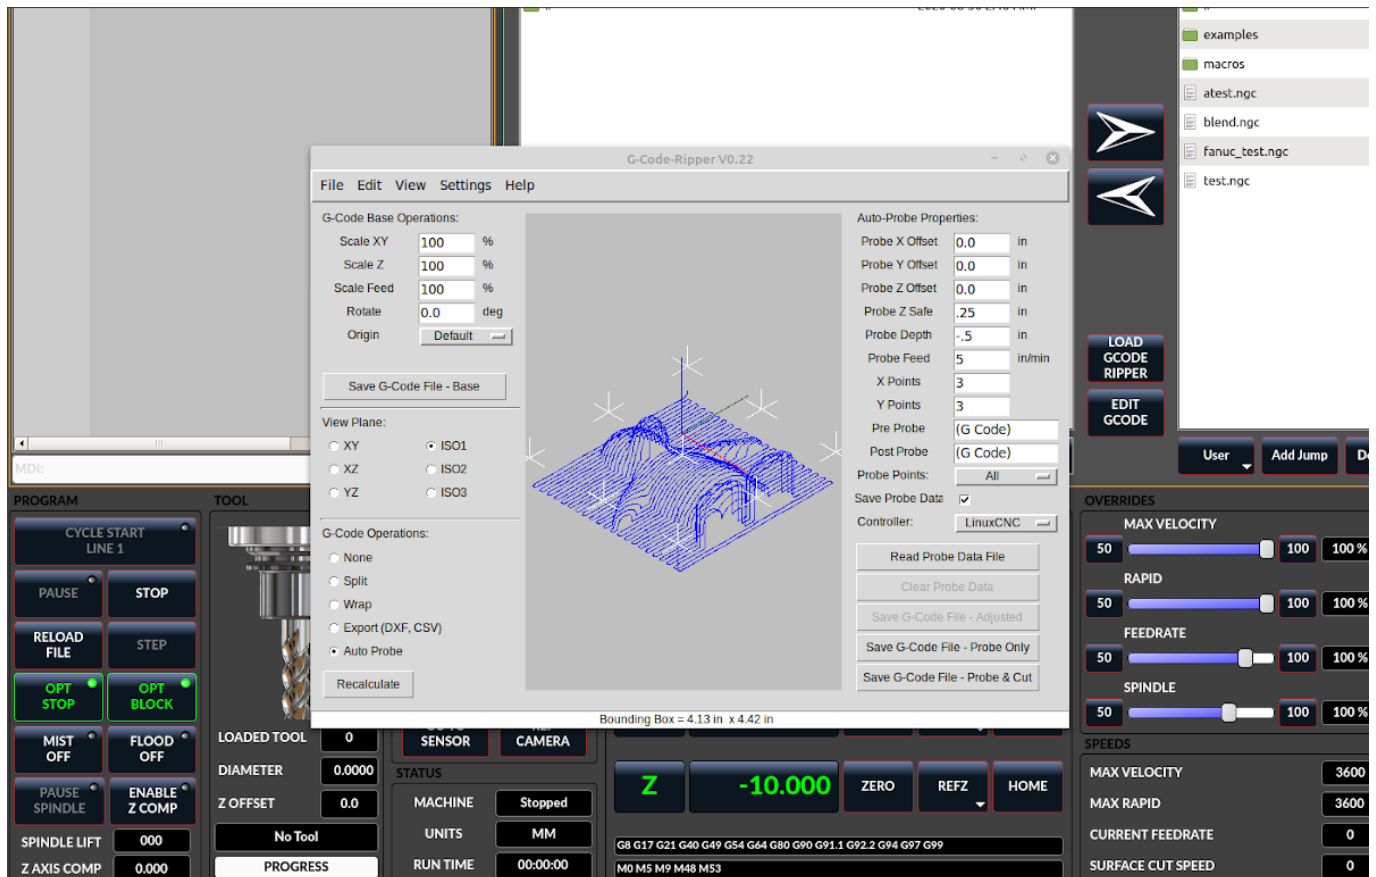 examples
macros
atest.ngc
blend.ngc
fanuc_test.ngc
test.ngc
G-Code-Ripper V0.22
File Edit View Settings Help
G-Code Base Operations:
Scale XY 100 %
Scale Z 100 %
Scale Feed 100 %
Rotate 0.0 deg
Origin Default
Save G-Code File - Base
View Plane:
XY ISO1
XZ ISO2
YZ ISO3
G-Code Operations:
None
Split
Wrap
Export (DXF, CSV)
Auto Probe
Recalculate
Auto-Probe Properties:
Probe X Offset 0.0 in
Probe Y Offset 0.0 in
Probe Z Offset 0.0 in
Probe Z Safe .25 in
Probe Depth -.5 in
Probe Feed 5 in/min
X Points 3
Y Points 3
Pre Probe (G Code)
Post Probe (G Code)
Probe Points: All
Save Probe Data
Controller: LinuxCNC
Read Probe Data File
Clear Probe Data
Save G-Code File - Adjusted
Save G-Code File - Probe Only
Save G-Code File - Probe & Cut
Bounding Box = 4.13 in x 4.42 in
LOAD
GCODE
RIPPER
EDIT
GCODE
User Add Jump
MDI:
PROGRAM
CYCLE START
LINE 1
PAUSE STOP
RELOAD
FILE
STEP
OPT
STOP
OPT
BLOCK
MIST
OFF
FLOOD
OFF
PAUSE
SPINDLE
ENABLE
Z COMP
SPINDLE LIFT 000
Z AXIS COMP 0.000
TOOL
LOADED TOOL 0
DIAMETER 0.0000
Z OFFSET 0.0
No Tool
PROGRESS
SENSOR
CAMERA
STATUS
MACHINE Stopped
UNITS MM
RUN TIME 00:00:00
Z -10.000 ZERO REFZ HOME
G8 G17 G21 G40 G49 G54 G64 G80 G90 G91.1 G92.2 G94 G97 G99
M0 M5 M9 M48 M53
OVERRIDES
MAX VELOCITY
50 100 100 %
RAPID
50 100 100 %
FEEDRATE
50 100 100 %
SPINDLE
50 100 100 %
SPEEDS
MAX VELOCITY 3600
MAX RAPID 3600
CURRENT FEEDRATE 0
SURFACE CUT SPEED 0